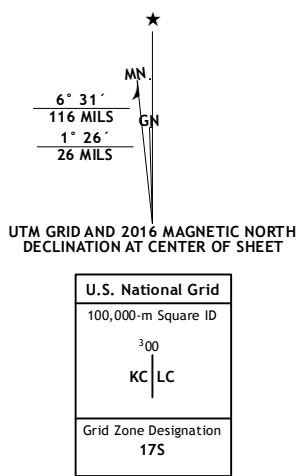 ★
MN
6° 31´
116 MILS
GN
1° 26´
26 MILS
UTM GRID AND 2016 MAGNETIC NORTH
DECLINATION AT CENTER OF SHEET
U.S. National Grid
100,000-m Square ID
³00
KC LC
Grid Zone Designation
17S